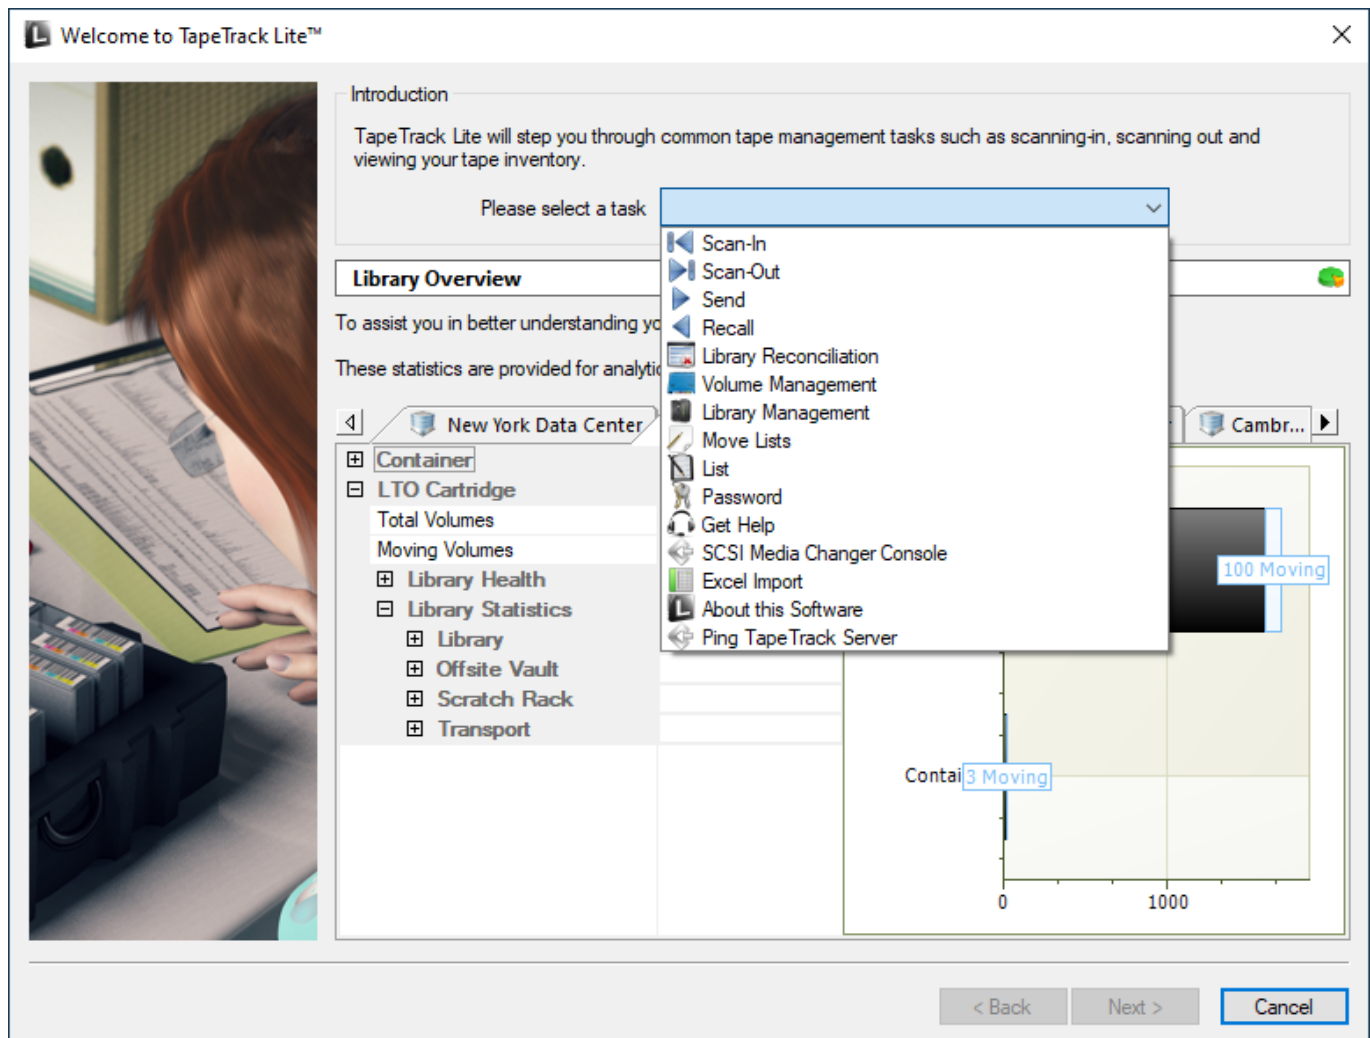 Welcome to TapeTrack Lite™
Introduction
TapeTrack Lite will step you through common tape management tasks such as scanning-in, scanning out and
viewing your tape inventory.
Please select a task
Scan-In
Scan-Out
Send
Recall
Library Reconciliation
Volume Management
Library Management
Move Lists
List
Password
Get Help
SCSI Media Changer Console
Excel Import
About this Software
Ping TapeTrack Server
Library Overview
To assist you in better understanding
These statistics are provided for
New York Data Center
Cambr...
Container
LTO Cartridge
Total Volumes
Moving Volumes
Library Health
Library Statistics
Library
Offsite Vault
Scratch Rack
Transport
100 Moving
Contai
3 Moving
0
1000
< Back
Next >
Cancel